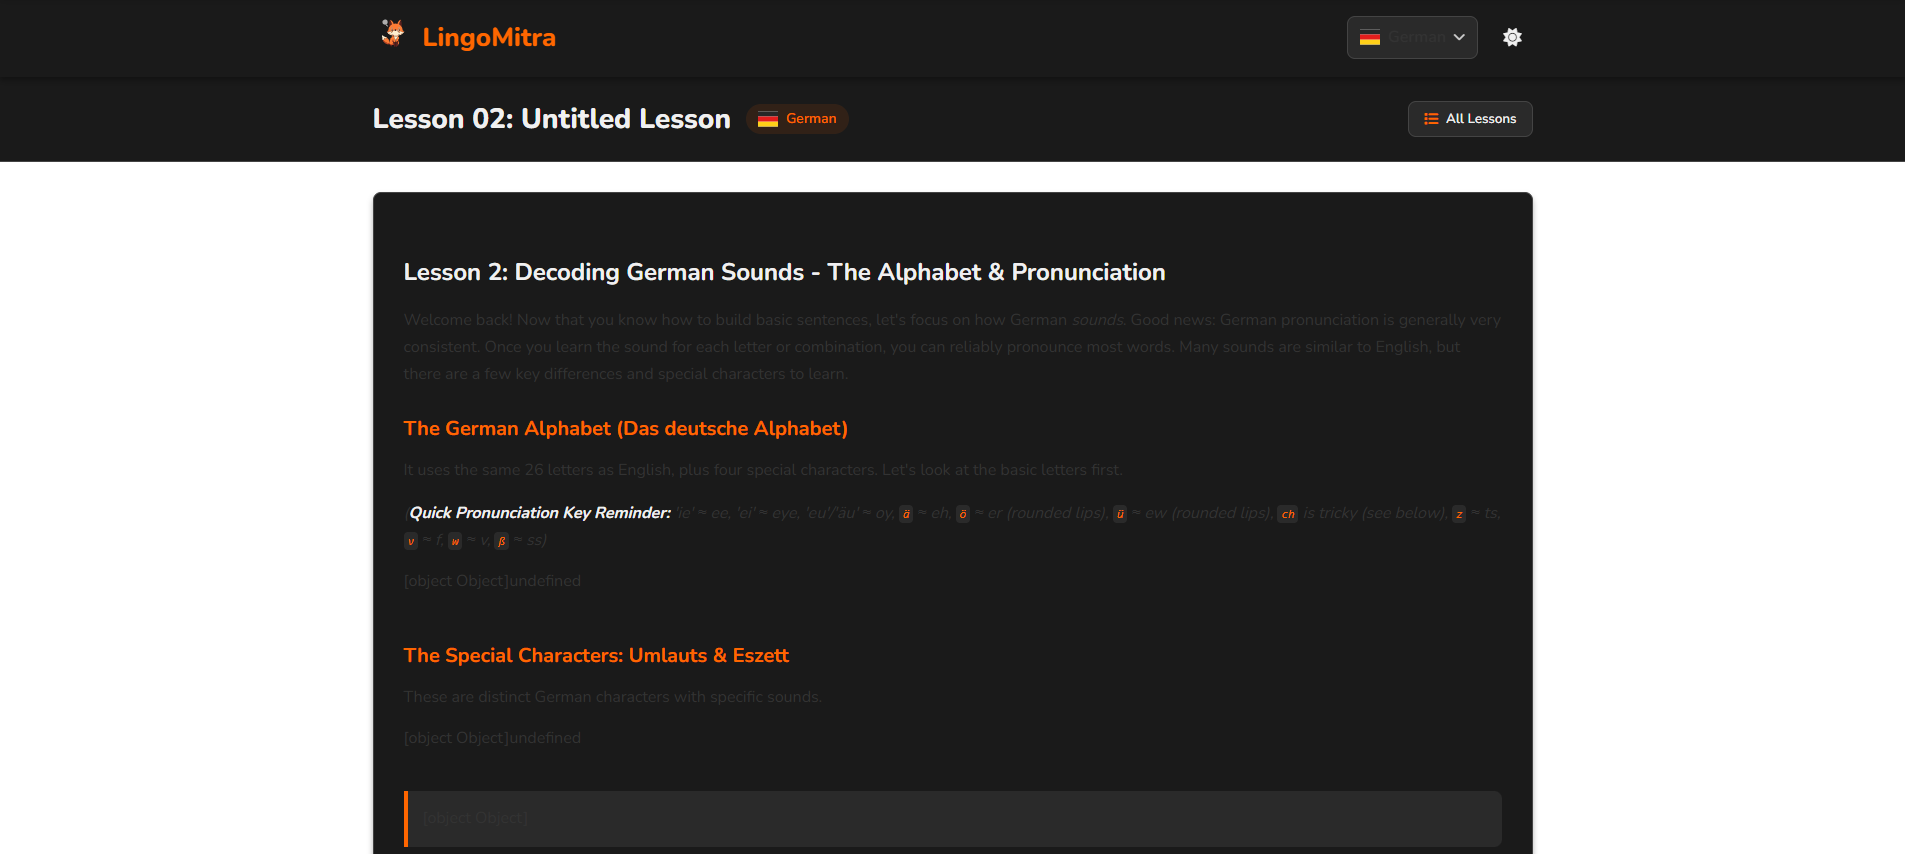 LingoMitra
German
Lesson 02: Untitled Lesson
German
All Lessons
Lesson 2: Decoding German Sounds - The Alphabet & Pronunciation
Welcome back! Now that you know how to build basic sentences, let's focus on how German sounds. Good news: German pronunciation is generally very
consistent. Once you learn the sound for each letter or combination, you can reliably pronounce most words. Many sounds are similar to English, but
there are a few key differences and special characters to learn.
The German Alphabet (Das deutsche Alphabet)
It uses the same 26 letters as English, plus four special characters. Let's look at the basic letters first.
(Quick Pronunciation Key Reminder: 'ie' ≈ ee, 'ei' ≈ eye, 'eu'/'äu' ≈ oy, ä ≈ eh, ö ≈ er (rounded lips), ü ≈ ew (rounded lips), ch is tricky (see below), z ≈ ts,
v ≈ f, w ≈ v, ß ≈ ss)
[object Object]undefined
The Special Characters: Umlauts & Eszett
These are distinct German characters with specific sounds.
[object Object]undefined
[object Object]